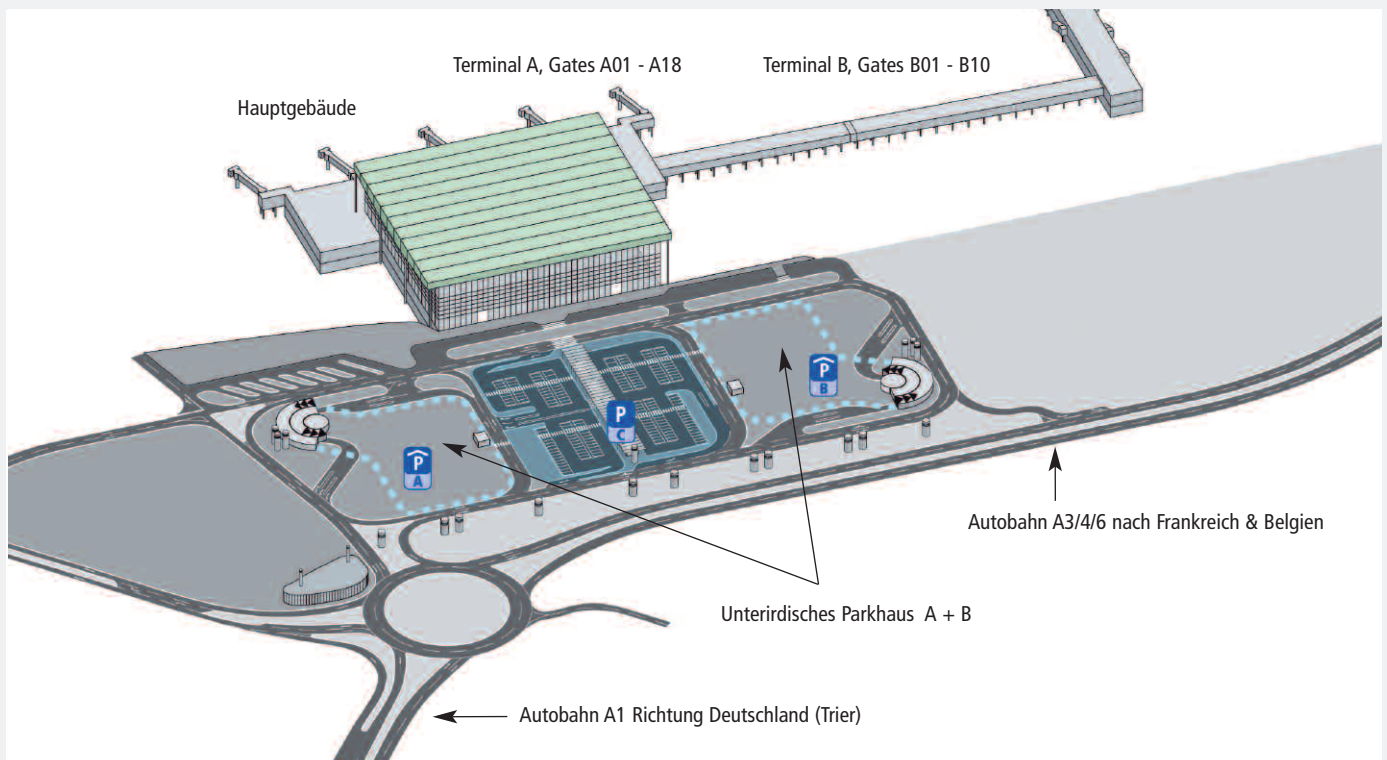 Terminal A, Gates A01 - A18
Terminal B, Gates B01 - B10
Hauptgebäude
P
B
P
C
P
A
Autobahn A3/4/6 nach Frankreich & Belgien
Unterirdisches Parkhaus A + B
Autobahn A1 Richtung Deutschland (Trier)